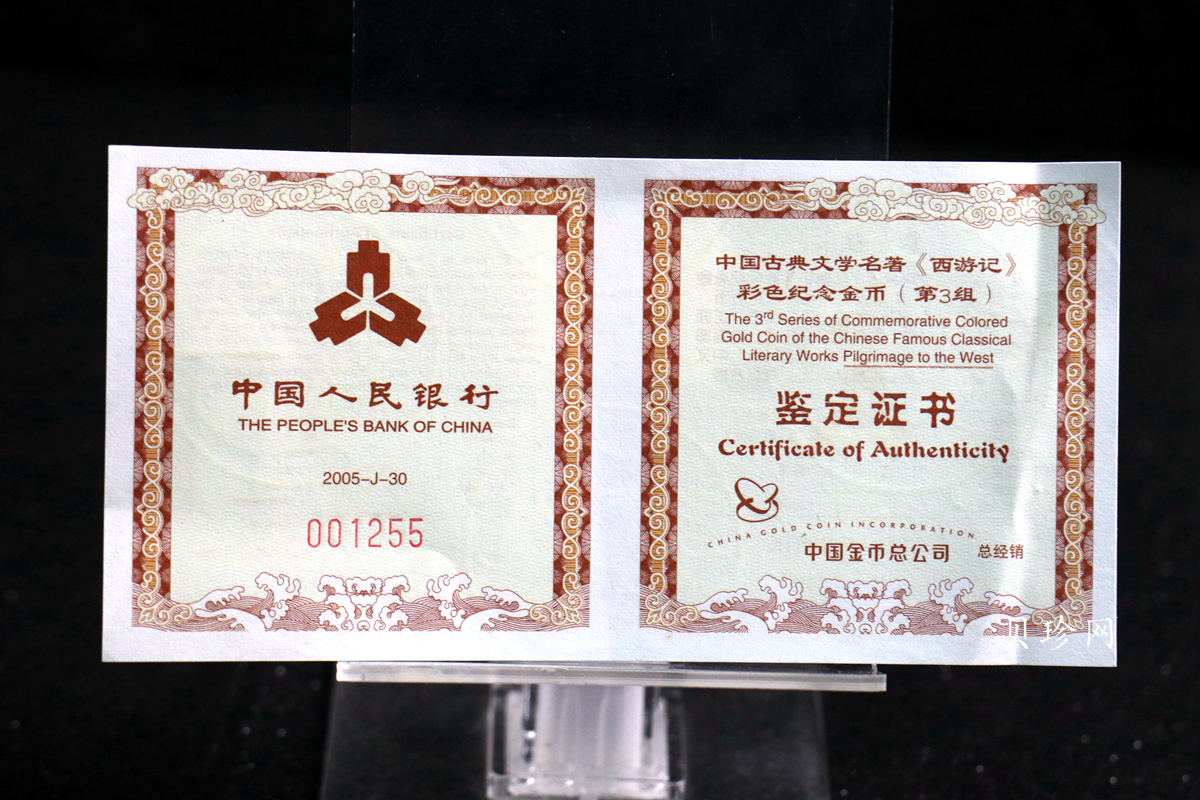 中国人民银行
THE PEOPLE'S BANK OF CHINA
2005-J-30
001255
中国古典文学名著《西游记》
彩色纪念金币（第3组）
The 3rd Series of Commemorative Colored
Gold Coin of the Chinese Famous Classical
Literary Works Pilgrimage to the West
鉴定证书
Certificate of Authenticity
CHINA GOLD COIN INCORPORATION
中国金币总公司 总经销
贝珍网